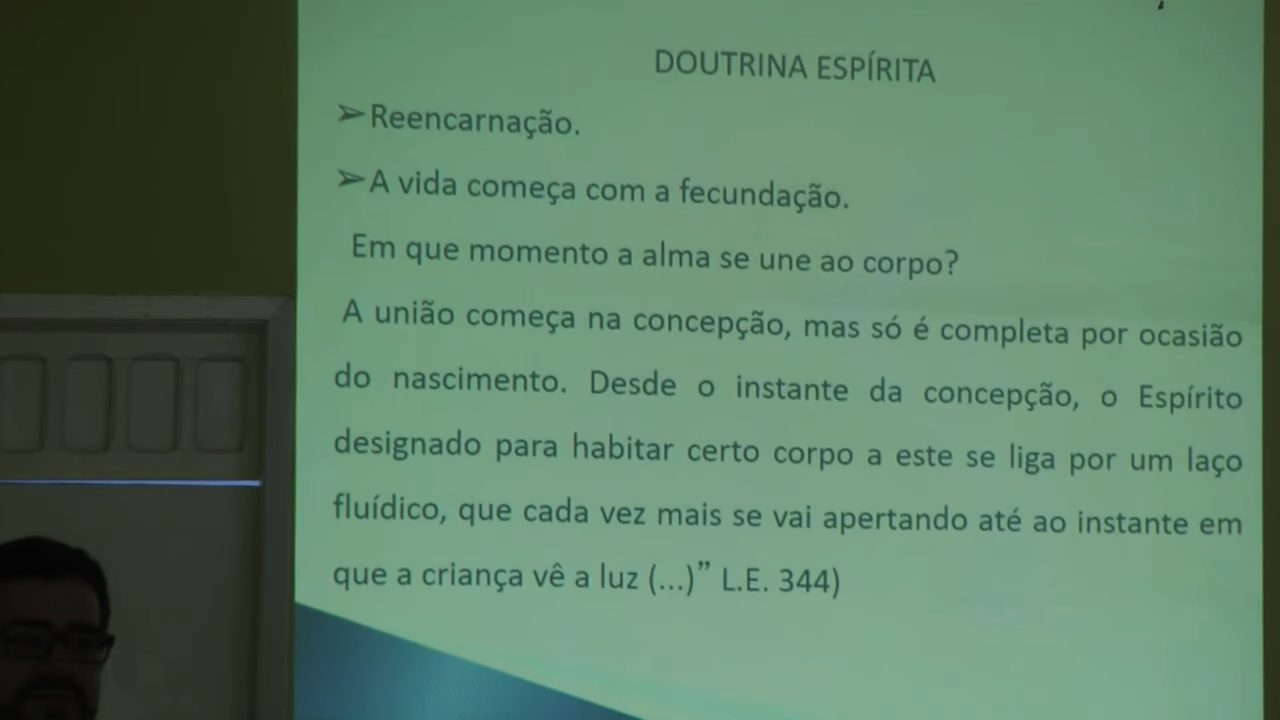 DOUTRINA ESPÍRITA
➢Reencarnação.
➢A vida começa com a fecundação.
Em que momento a alma se une ao corpo?
A união começa na concepção, mas só é completa por ocasião
do nascimento. Desde o instante da concepção, o Espírito
designado para habitar certo corpo a este se liga por um laço
fluídico, que cada vez mais se vai apertando até ao instante em
que a criança vê a luz (...)” L.E. 344)